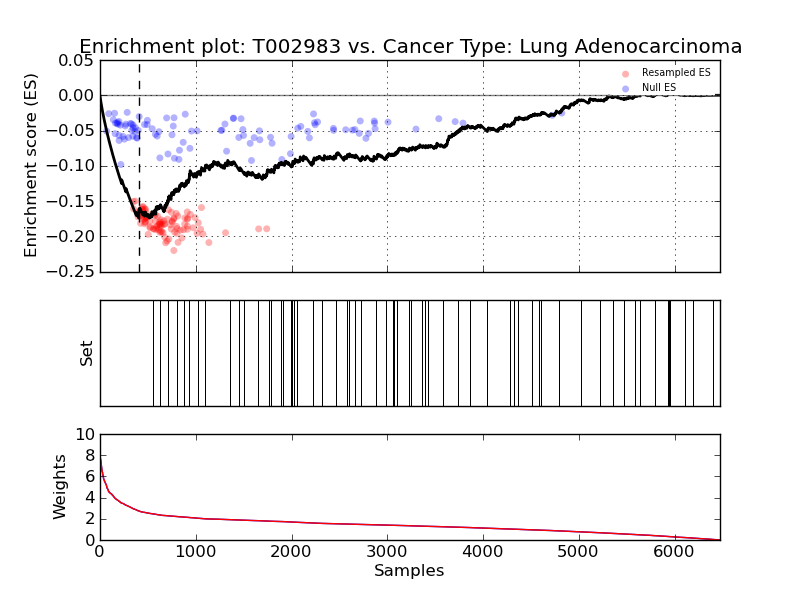 Enrichment plot: T002983 vs. Cancer Type: Lung Adenocarcinoma
Enrichment score (ES)
0.05
0.00
−0.05
−0.10
−0.15
−0.20
−0.25
Resampled ES
Null ES
Set
Weights
10
8
6
4
2
0
0 1000 2000 3000 4000 5000 6000
Samples